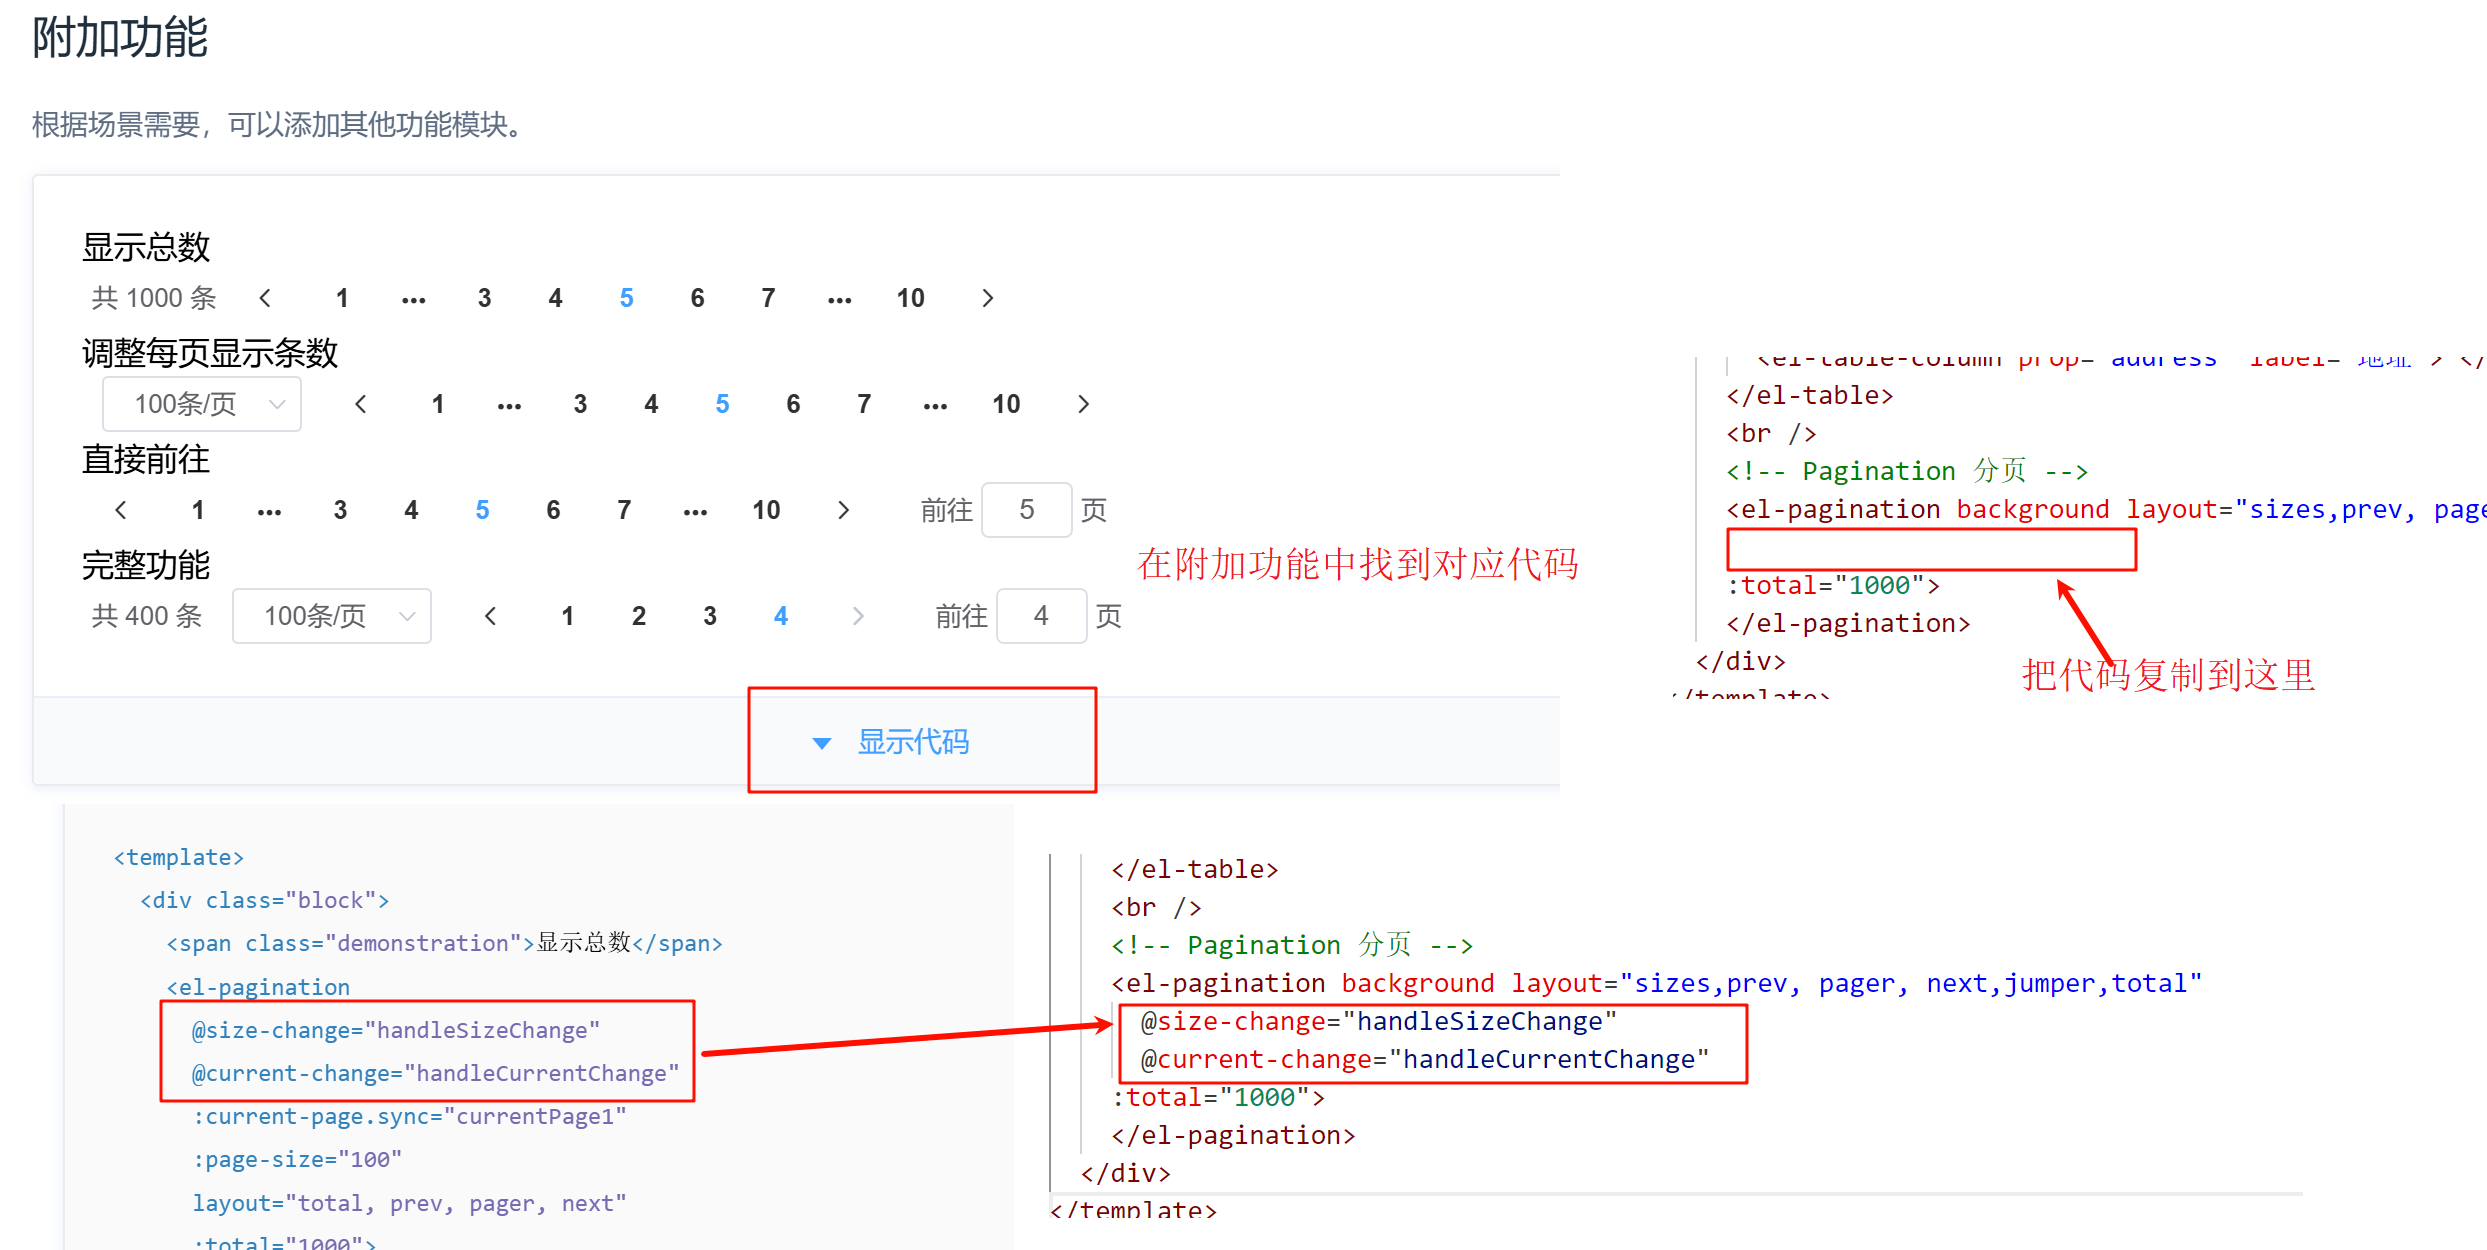 附加功能
根据场景需要，可以添加其他功能模块。
显示总数
共 1000 条 1 ... 3 4 5 6 7 ... 10
调整每页显示条数
100条/页 1 ... 3 4 5 6 7 ... 10
直接前往
1 ... 3 4 5 6 7 ... 10 前往 5 页
完整功能
共 400 条 100条/页 1 2 3 4 前往 4 页
在附加功能中找到对应代码
显示代码
<el-table-column prop="address" label="地址"> </
</el-table>
<br />
<!-- Pagination 分页 -->
<el-pagination background layout="sizes,prev, page
:total="1000">
</el-pagination>
</div>
</template>
把代码复制到这里
<template>
<div class="block">
<span class="demonstration">显示总数</span>
<el-pagination
@size-change="handleSizeChange"
@current-change="handleCurrentChange"
:current-page.sync="currentPage1"
:page-size="100"
layout="total, prev, pager, next"
:total="1000">
</el-table>
<br />
<!-- Pagination 分页 -->
<el-pagination background layout="sizes,prev, pager, next,jumper,total"
@size-change="handleSizeChange"
@current-change="handleCurrentChange"
:total="1000">
</el-pagination>
</div>
</template>